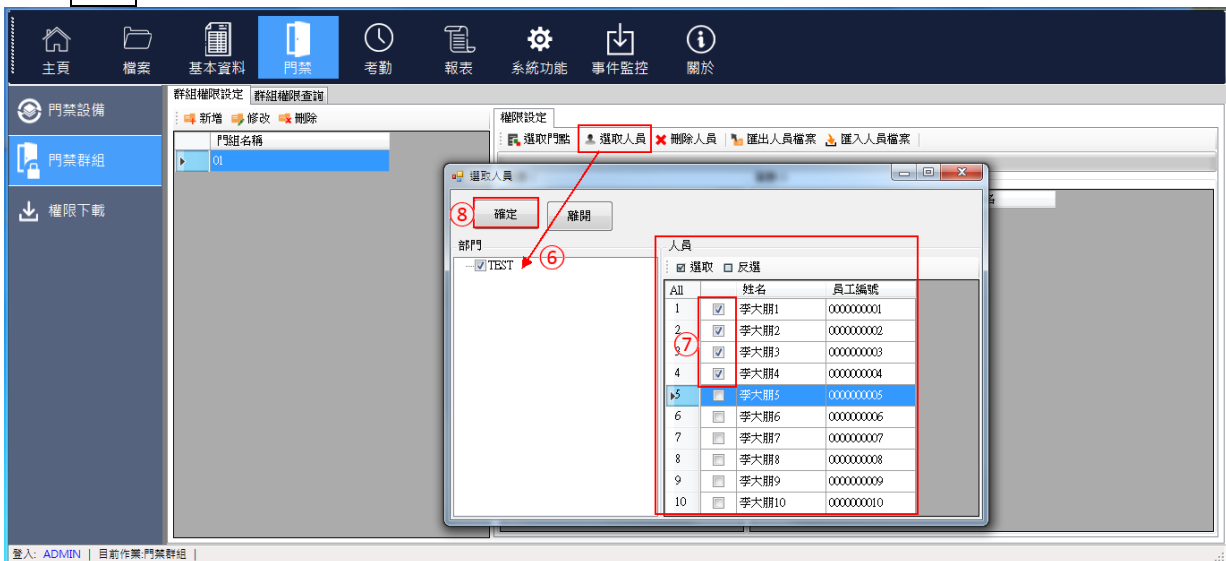 主頁 檔案 基本資料 門禁 考勤 報表 系統功能 事件監控 關於
門禁設備
門禁群組
權限下載
群組權限設定 群組權限查詢
新增 修改 刪除
門組名稱
01
權限設定
選取門點 選取人員 刪除人員 匯出人員檔案 匯入人員檔案
選取人員
⑧ 確定 離開
部門
TEST ⑥
人員
選取 反選
All 姓名 員工編號
1 李大朋1 0000000001
2 李大朋2 0000000002
⑦
3 李大朋3 0000000003
4 李大朋4 0000000004
5 李大朋5 0000000005
6 李大朋6 0000000006
7 李大朋7 0000000007
8 李大朋8 0000000008
9 李大朋9 0000000009
10 李大朋10 0000000010
登入: ADMIN | 目前作業:門禁群組 |